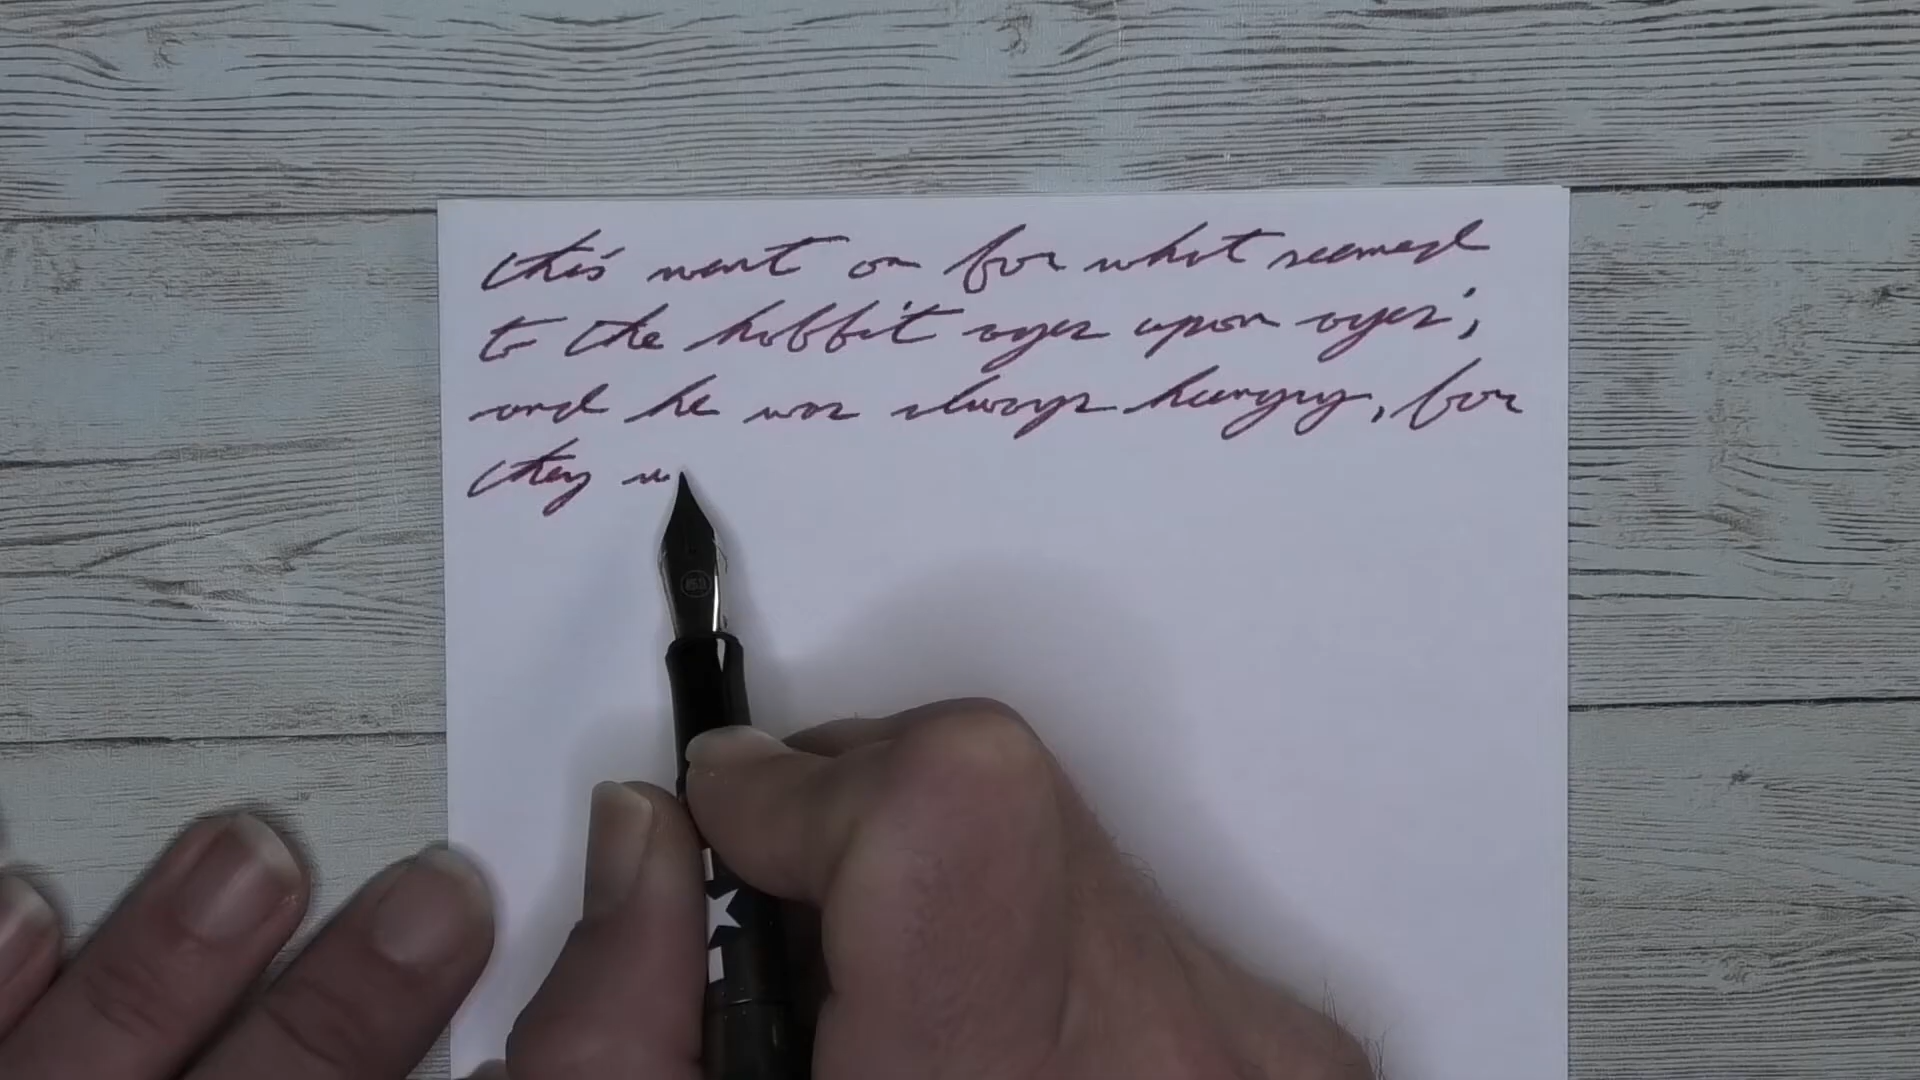 this went on for what seemed
to the hobbit ages upon ages;
and he was always hungry, for
they w